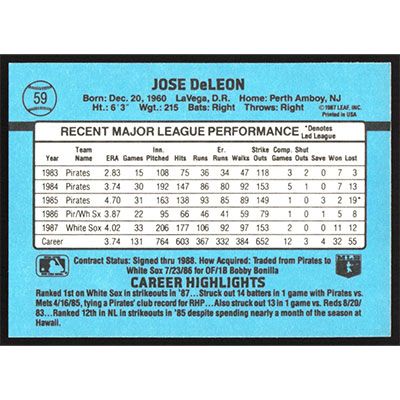 59
JOSE DeLEON
Born: Dec. 20, 1960 LaVega, D.R. Home: Perth Amboy, NJ
Ht.: 6'3" Wgt.: 215 Bats: Right Throws: Right
©1987 LEAF, INC.
Printed in USA
RECENT MAJOR LEAGUE PERFORMANCE *Denotes Led League
Year Team Name ERA Games Inn. Pitched Hits Runs Er. Runs Walks Strike Outs Comp. Games Shut Outs Save Won Lost
1983 Pirates 2.83 15 108 75 36 34 47 118 3 2 0 7 3
1984 Pirates 3.74 30 192 147 86 80 92 153 5 1 0 7 13
1985 Pirates 4.70 31 163 138 93 85 89 149 3 0 3 2 19*
1986 Pir/Wh Sx 3.87 22 95 66 46 41 59 79 1 0 1 5 8
1987 White Sox 4.02 33 206 177 106 92 97 153 2 0 0 11 12
Career 3.74 131 764 603 367 332 384 652 12 3 4 32 55
Contract Status: Signed thru 1988. How Acquired: Traded from Pirates to
White Sox 7/23/86 for OF/1B Bobby Bonilla
CAREER HIGHLIGHTS
Ranked 1st on White Sox in strikeouts in '87...Struck out 14 batters in 1 game with Pirates vs.
Mets 4/16/85, tying a Pirates' club record for RHP...Also struck out 13 in 1 game vs. Reds 8/20/
83...Ranked 12th in NL in strikeouts in '85 despite spending nearly a month of the season at
Hawaii.